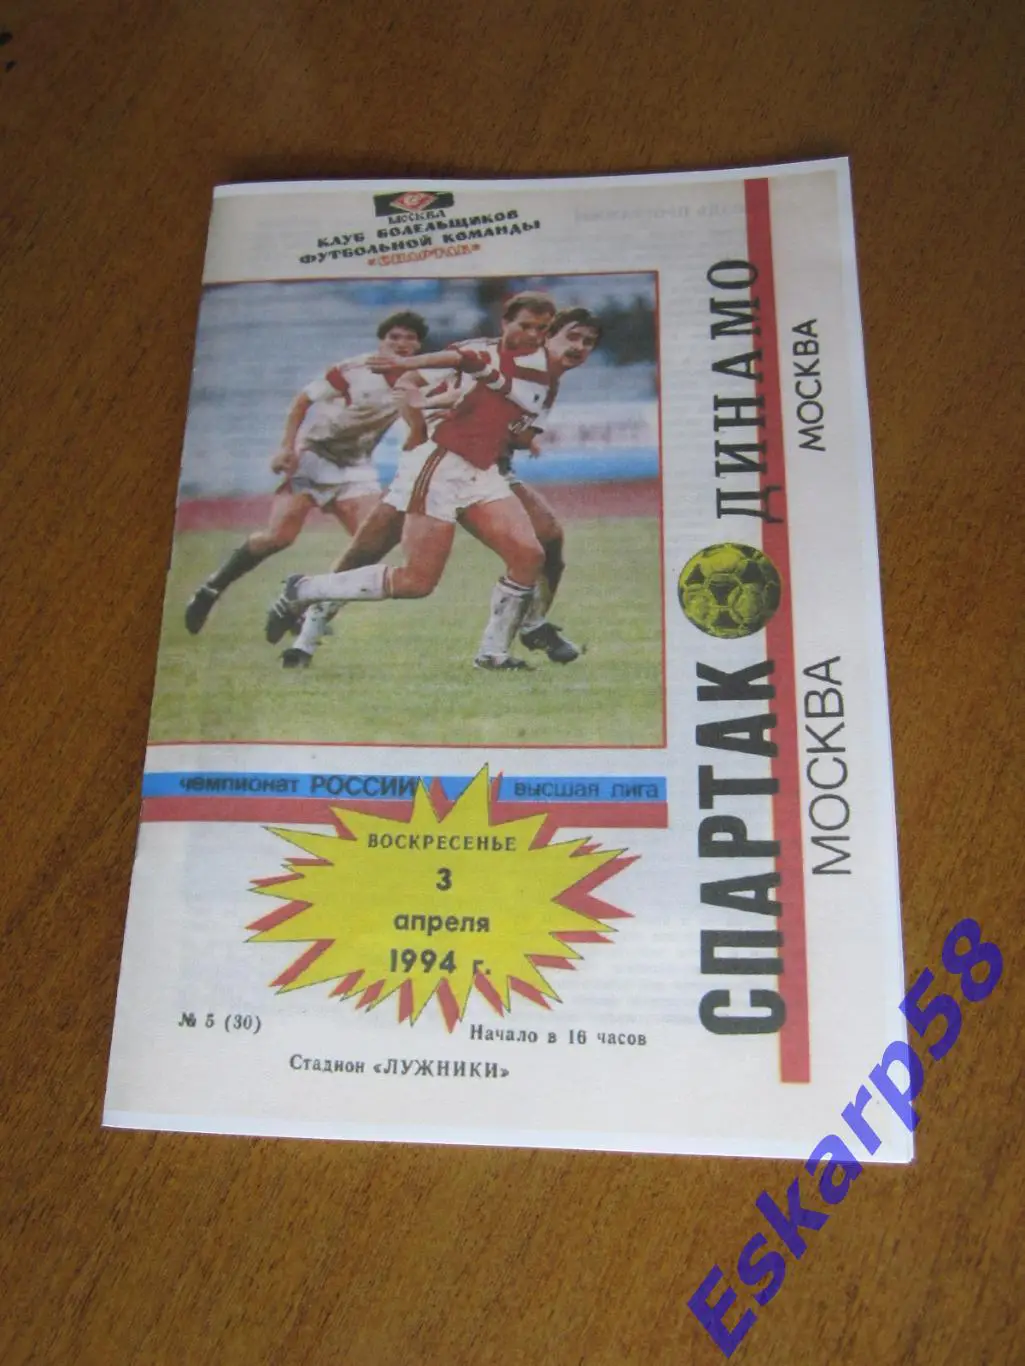 МОСКВА
КЛУБ БОЛЕЛЬЩИКОВ
ФУТБОЛЬНОЙ КОМАНДЫ
«СПАРТАК»
СПАРТАК ДИНАМО
МОСКВА МОСКВА
чемпионат РОССИИ высшая лига
ВОСКРЕСЕНЬЕ
3
апреля
1994 г.
№ 5 (30)
Начало в 16 часов
Стадион «ЛУЖНИКИ»
Eskarp58